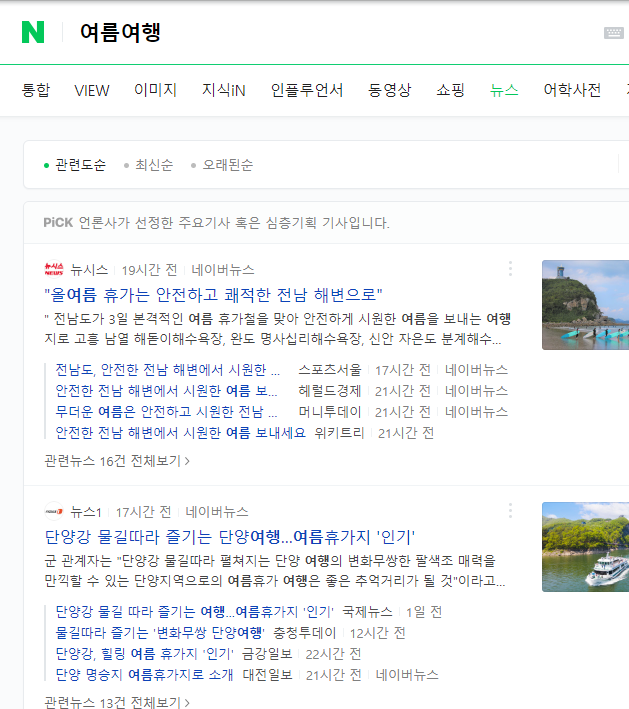 N 여름여행
통합 VIEW 이미지 지식iN 인플루언서 동영상 쇼핑 뉴스 어학사전
관련도순 최신순 오래된순
PiCK 언론사가 선정한 주요기사 혹은 심층기획 기사입니다.
뉴시스 NEWS 뉴시스 19시간 전 네이버뉴스
"올여름 휴가는 안전하고 쾌적한 전남 해변으로"
" 전남도가 3일 본격적인 여름 휴가철을 맞아 안전하게 시원한 여름을 보내는 여행
지로 고흥 남열 해돋이해수욕장, 완도 명사십리해수욕장, 신안 자은도 분계해수...
전남도, 안전한 전남 해변에서 시원한 ... 스포츠서울 17시간 전 네이버뉴스
안전한 전남 해변에서 시원한 여름 보... 헤럴드경제 21시간 전 네이버뉴스
무더운 여름은 안전하고 시원한 전남 ... 머니투데이 21시간 전 네이버뉴스
안전한 전남 해변에서 시원한 여름 보내세요 위키트리 21시간 전
관련뉴스 16건 전체보기 >
뉴스1 17시간 전 네이버뉴스
단양강 물길따라 즐기는 단양여행...여름휴가지 '인기'
군 관계자는 "단양강 물길따라 펼쳐지는 단양 여행의 변화무쌍한 팔색조 매력을
만끽할 수 있는 단양지역으로의 여름휴가 여행은 좋은 추억거리가 될 것"이라고...
단양강 물길 따라 즐기는 여행...여름휴가지 '인기' 국제뉴스 1일 전
물길따라 즐기는 '변화무쌍 단양여행' 충청투데이 12시간 전
단양강, 힐링 여름 휴가지 '인기' 금강일보 22시간 전
단양 명승지 여름휴가지로 소개 대전일보 21시간 전 네이버뉴스
관련뉴스 13건 전체보기 >